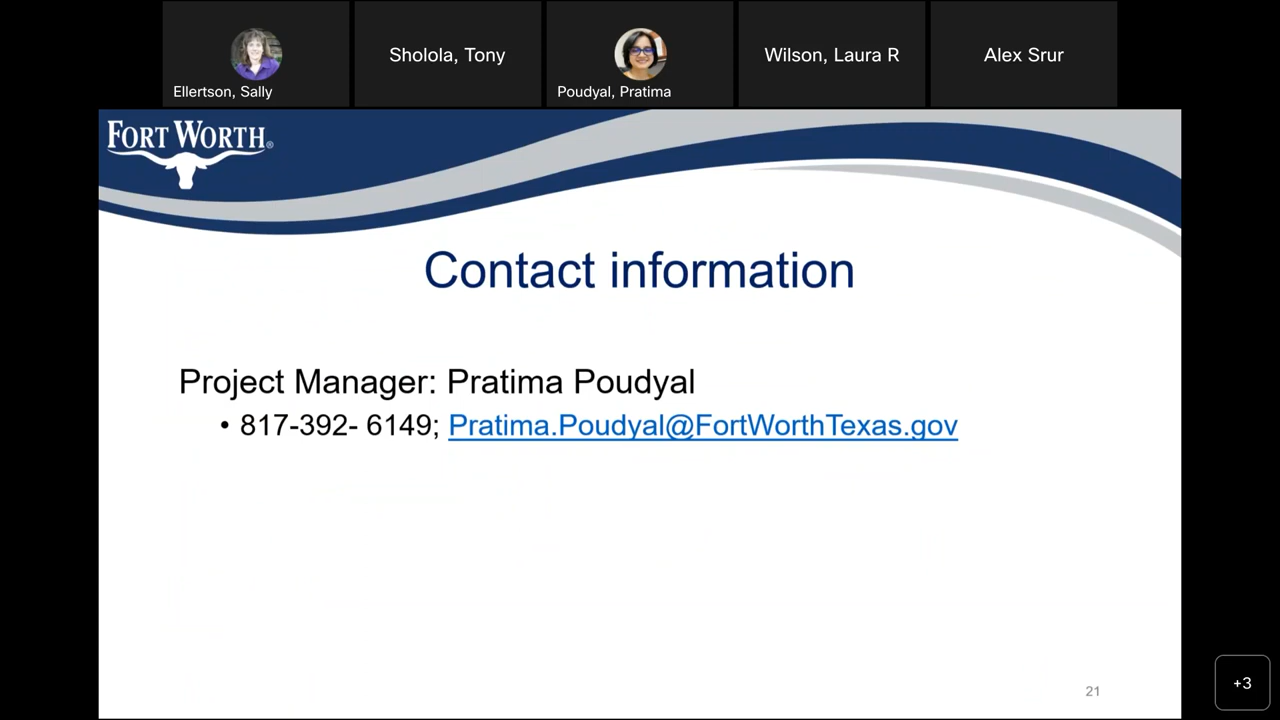 Ellertson, Sally
Sholola, Tony
Poudyal, Pratima
Wilson, Laura R
Alex Srur
FORT WORTH®
Contact information
Project Manager: Pratima Poudyal
• 817-392- 6149; Pratima.Poudyal@FortWorthTexas.gov
21
+3